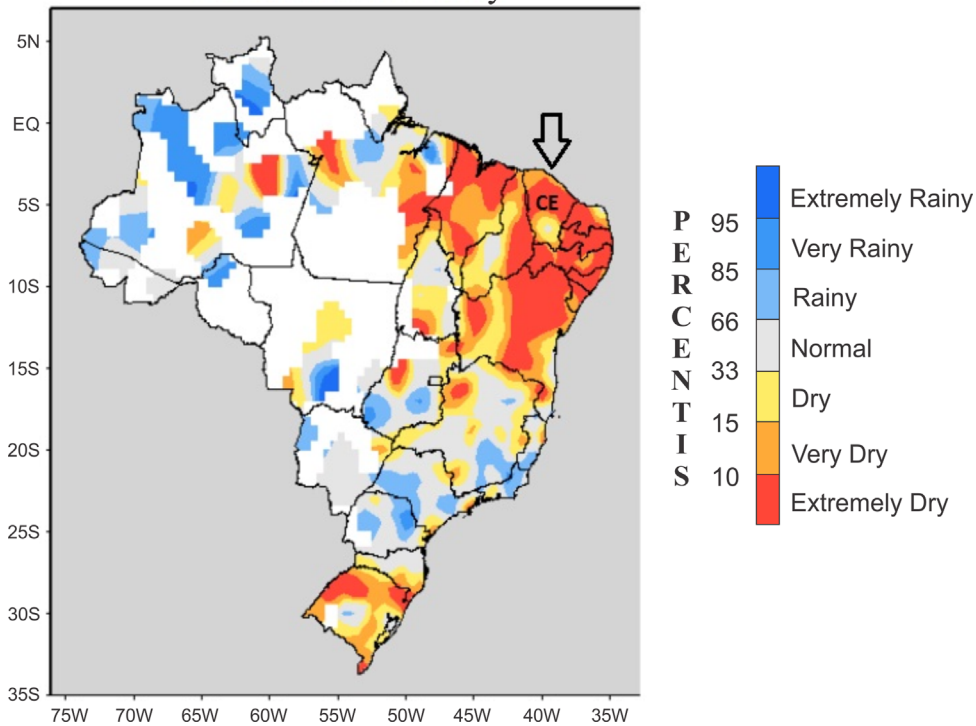 y
5N
EQ
5S
10S
15S
20S
25S
30S
35S
75W 70W 65W 60W 55W 50W 45W 40W 35W
CE
PERCENTIS
95
85
66
33
15
10
Extremely Rainy
Very Rainy
Rainy
Normal
Dry
Very Dry
Extremely Dry